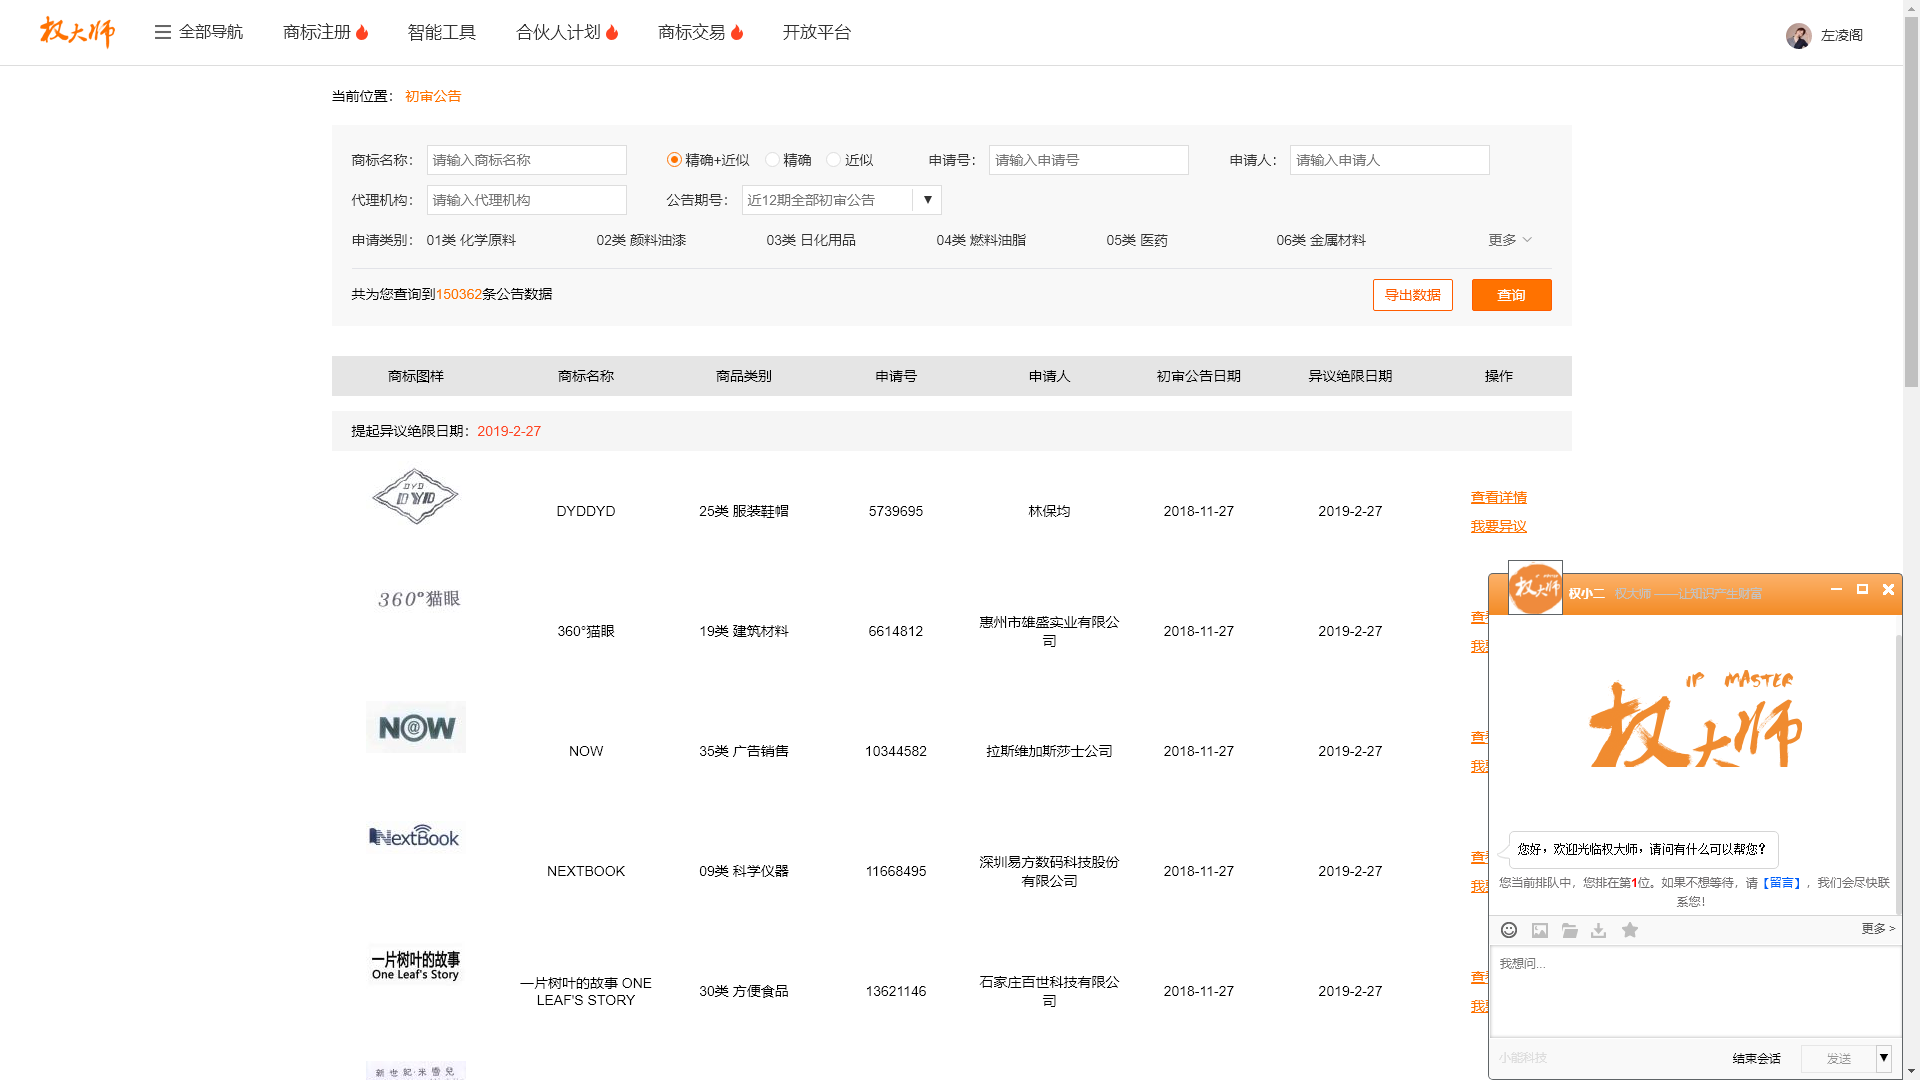 权大师
全部导航
商标注册
智能工具
合伙人计划
商标交易
开放平台
左凌阁
当前位置： 初审公告
商标名称： 请输入商标名称 精确+近似 精确 近似 申请号： 请输入申请号 申请人： 请输入申请人
代理机构： 请输入代理机构 公告期号： 近12期全部初审公告 ▼
申请类别： 01类 化学原料 02类 颜料油漆 03类 日化用品 04类 燃料油脂 05类 医药 06类 金属材料 更多
共为您查询到150362条公告数据 导出数据 查询
商标图样 商标名称 商品类别 申请号 申请人 初审公告日期 异议绝限日期 操作
提起异议绝限日期：2019-2-27
DYD
DYD
DYDDYD 25类 服装鞋帽 5739695 林保均 2018-11-27 2019-2-27
查看详情
我要异议
360°猫眼
360°猫眼 19类 建筑材料 6614812 惠州市雄盛实业有限公
司
2018-11-27 2019-2-27
查
我
N@W
NOW 35类 广告销售 10344582 拉斯维加斯莎士公司 2018-11-27 2019-2-27
查
我
NextBook
NEXTBOOK 09类 科学仪器 11668495 深圳易方数码科技股份
有限公司
2018-11-27 2019-2-27
查
我
一片树叶的故事
One Leaf's Story
一片树叶的故事 ONE
LEAF'S STORY
30类 方便食品 13621146 石家庄百世科技有限公
司
2018-11-27 2019-2-27
查
我
新世紀·米雪兒
权大师
IP MASTER
权小二 权大师 ——让知识产生财富
IP MASTER
权大师
您好，欢迎光临权大师，请问有什么可以帮您？
您当前排队中，您排在第1位。如果不想等待，请【留言】，我们会尽快联
系您！
更多 >
我想问...
小能科技 结束会话 发送 ▼